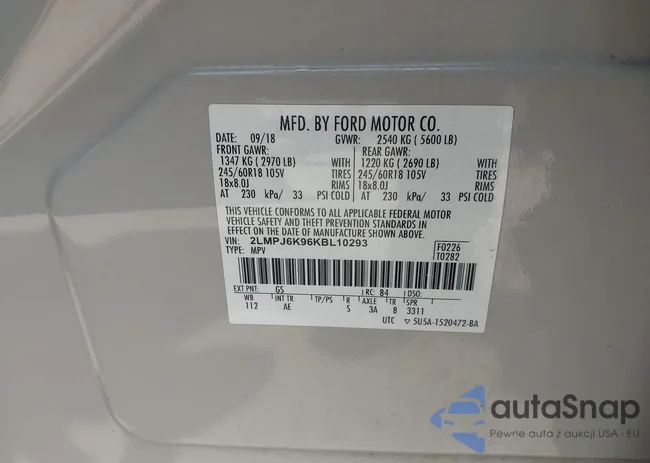 MFD. BY FORD MOTOR CO.
DATE: 09/18 GVWR: 2540 KG ( 5600 LB)
FRONT GAWR: REAR GAWR:
1347 KG ( 2970 LB) WITH 1220 KG ( 2690 LB) WITH
245/60R18 105V TIRES 245/60R18 105V TIRES
18x8.0J RIMS 18x8.0J RIMS
AT 230 kPa/ 33 PSI COLD AT 230 kPa/ 33 PSI COLD
THIS VEHICLE CONFORMS TO ALL APPLICABLE FEDERAL MOTOR
VEHICLE SAFETY AND THEFT PREVENTION STANDARDS IN
EFFECT ON THE DATE OF MANUFACTURE SHOWN ABOVE.
VIN: 2LMPJ6K96KBL10293 F0226
TYPE: MPV T0282
EXT PNT: GS RC: 84 DSO:
WB INT TR TP/PS R AXLE TR SPR
112 AE S 3A 8 3311
UTC ▽ 5U5A-1520472-BA
autaSnap
Pewne auta z aukcji USA i EU